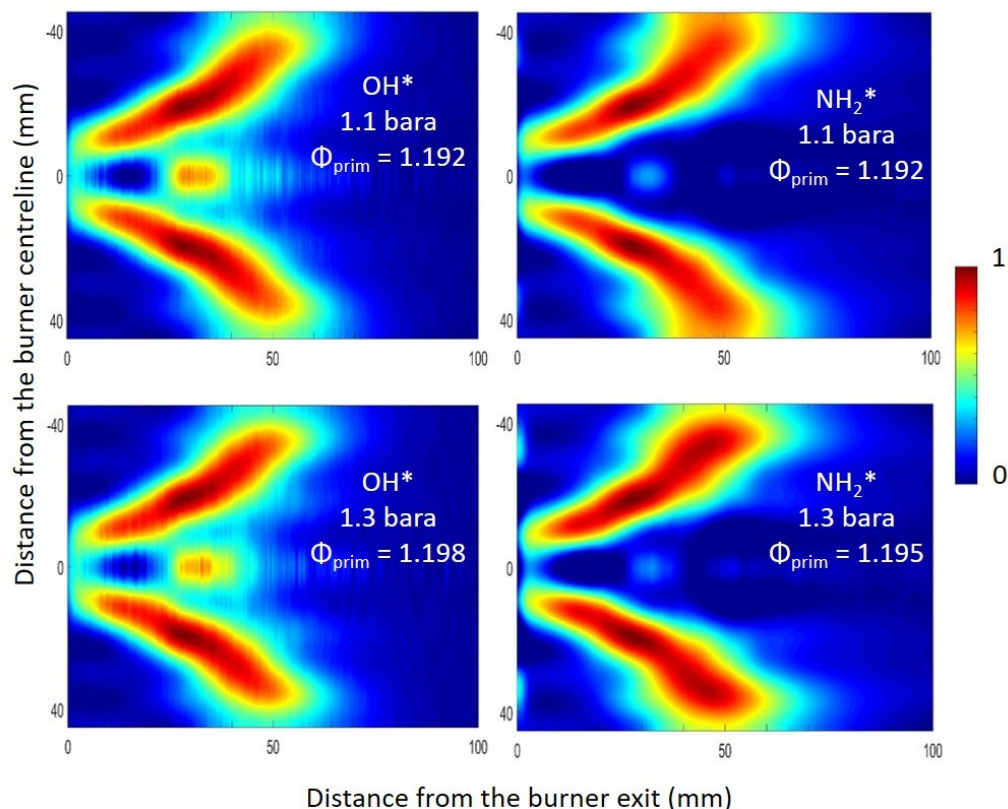 Distance from the burner centreline (mm)
-40
0
40
0
50
100
OH*
1.1 bara
Φprim = 1.192
-40
0
40
0
50
100
NH2*
1.1 bara
Φprim = 1.192
-40
0
40
0
50
100
OH*
1.3 bara
Φprim = 1.198
-40
0
40
0
50
100
NH2*
1.3 bara
Φprim = 1.195
1
0
Distance from the burner exit (mm)